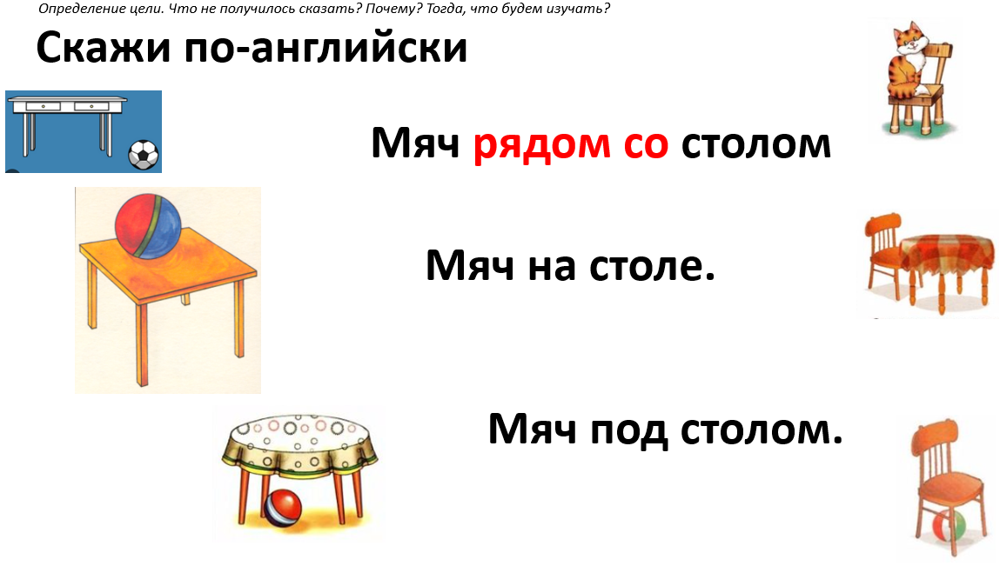 Определение цели. Что не получилось сказать? Почему? Тогда, что будем изучать?
Скажи по-английски
Мяч рядом со столом
Мяч на столе.
Мяч под столом.